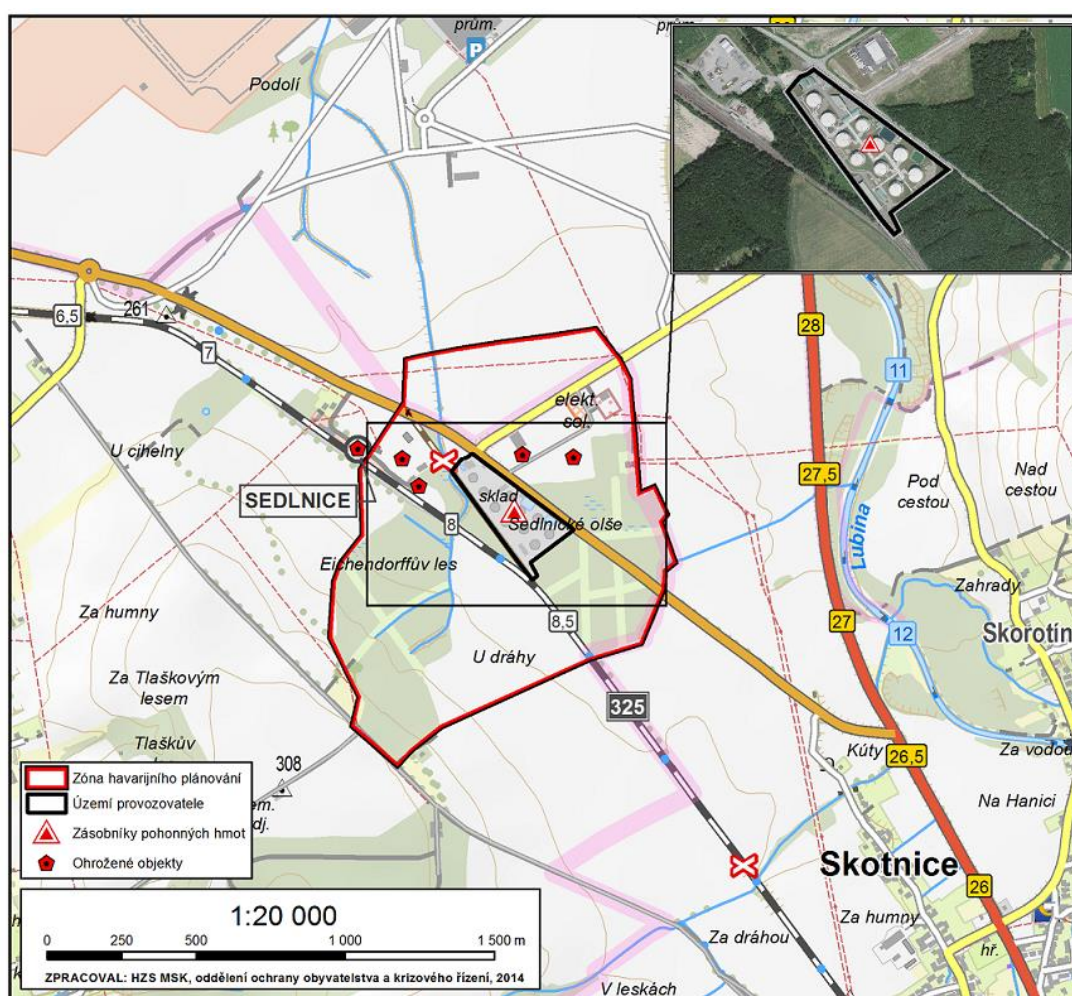 prům.
prům.
P
Podolí
28
11
261
6.5
7
elekt.
sol.
U cihelny
Pod
cestou
Nad
cestou
27,5
SEDLNICE
sklad
Sedlnické olše
8
Lubina
Eichendorffův les
Zahrady
Za humny
8,5
27
12
Skorotín
U dráhy
Za Tlaškovým
lesem
325
Tlaškův
Kúty
26,5
Za vodou
308
Na Hanici
Zóna havarijního plánování
Území provozovatele
Zásobníky pohonných hmot
Ohrožené objekty
em.
dj.
Skotnice
26
1:20 000
Za humny
0 250 500 1 000 1 500 m
Za dráhou
hř.
ZPRACOVAL: HZS MSK, oddělení ochrany obyvatelstva a krizového řízení, 2014
V leskách